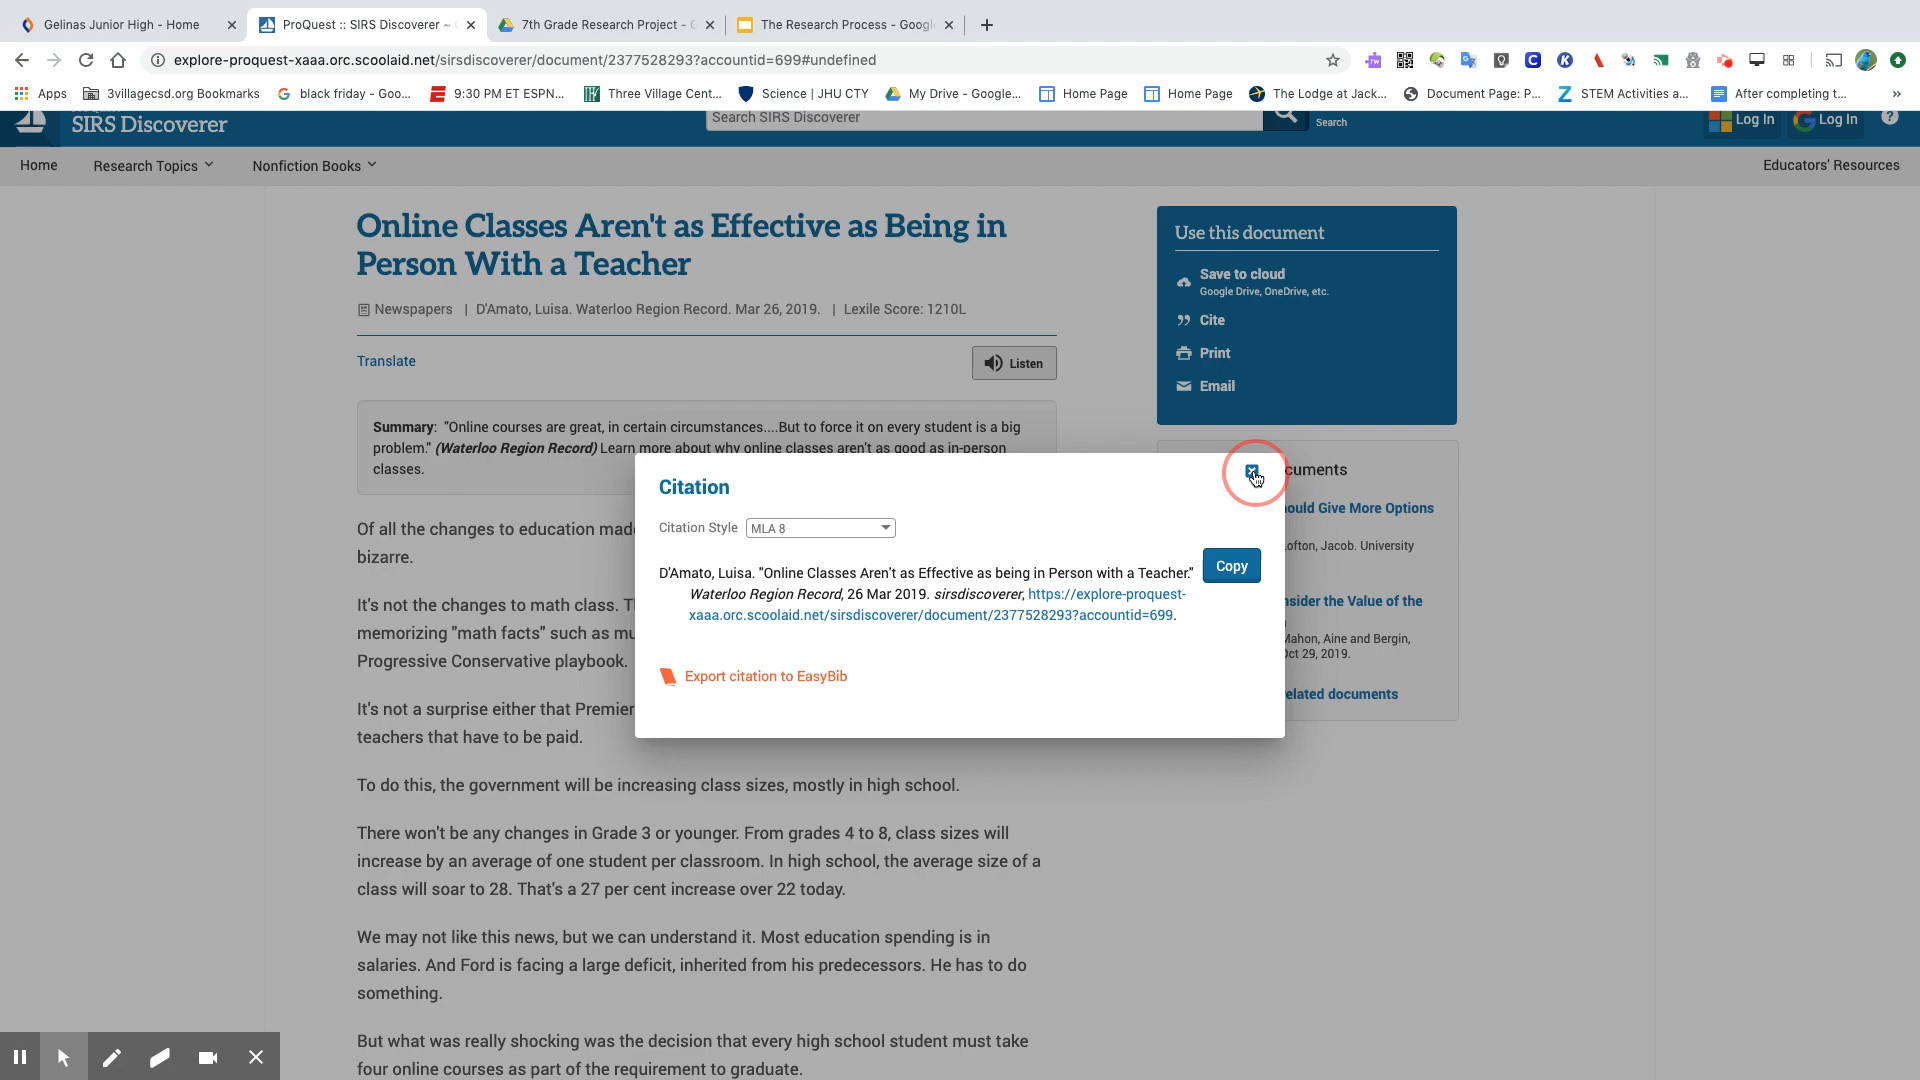 Gelinas Junior High - Home
ProQuest :: SIRS Discoverer ~
7th Grade Research Project - G
The Research Process - Googl
explore-proquest-xaaa.orc.scoolaid.net/sirsdiscoverer/document/2377528293?accountid=699#undefined
Apps
3villagecsd.org Bookmarks
black friday - Goo...
9:30 PM ET ESPN...
Three Village Cent...
Science | JHU CTY
My Drive - Google...
Home Page
Home Page
The Lodge at Jack...
Document Page: P...
STEM Activities a...
After completing t...
»
SIRS Discoverer
Search SIRS Discoverer
Search
Log In
Log In
?
Home
Research Topics
Nonfiction Books
Educators' Resources
Online Classes Aren't as Effective as Being in
Person With a Teacher
Newspapers | D'Amato, Luisa. Waterloo Region Record. Mar 26, 2019. | Lexile Score: 1210L
Translate
Listen
Summary: "Online courses are great, in certain circumstances....But to force it on every student is a big
problem." (Waterloo Region Record) Learn more about why online classes aren't as good as in-person
classes.
Of all the changes to education made
bizarre.
It's not the changes to math class. T
memorizing "math facts" such as mu
Progressive Conservative playbook.
It's not a surprise either that Premier
teachers that have to be paid.
To do this, the government will be increasing class sizes, mostly in high school.
There won't be any changes in Grade 3 or younger. From grades 4 to 8, class sizes will
increase by an average of one student per classroom. In high school, the average size of a
class will soar to 28. That's a 27 per cent increase over 22 today.
We may not like this news, but we can understand it. Most education spending is in
salaries. And Ford is facing a large deficit, inherited from his predecessors. He has to do
something.
But what was really shocking was the decision that every high school student must take
four online courses as part of the requirement to graduate.
Use this document
Save to cloud
Google Drive, OneDrive, etc.
Cite
Print
Email
cuments
ould Give More Options
ofton, Jacob. University
nsider the Value of the
Mahon, Aine and Bergin,
Oct 29, 2019.
elated documents
Citation
Citation Style
MLA 8
D'Amato, Luisa. "Online Classes Aren't as Effective as being in Person with a Teacher."
Waterloo Region Record, 26 Mar 2019. sirsdiscoverer, https://explore-proquest-
xaaa.orc.scoolaid.net/sirsdiscoverer/document/2377528293?accountid=699.
Copy
Export citation to EasyBib